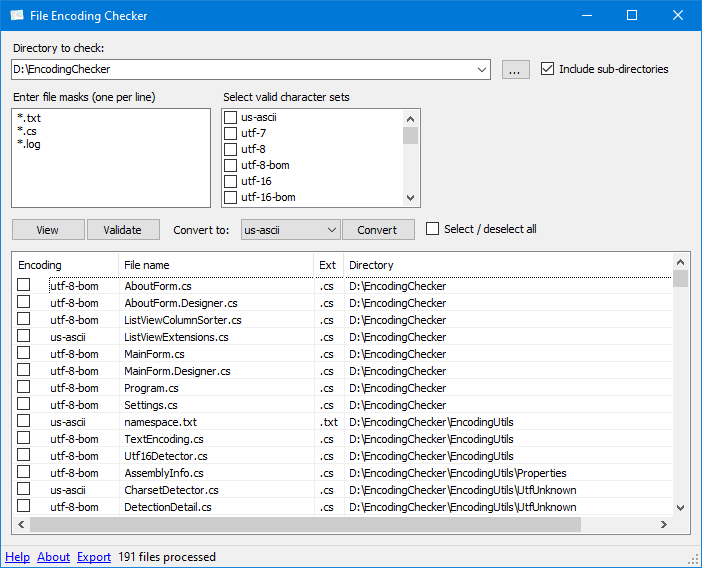 File Encoding Checker
Directory to check:
D:\EncodingChecker
...
Include sub-directories
Enter file masks (one per line)
Select valid character sets
*.txt
*.cs
*.log
us-ascii
utf-7
utf-8
utf-8-bom
utf-16
utf-16-bom
View
Validate
Convert to:
us-ascii
Convert
Select / deselect all
Encoding File name Ext Directory
utf-8-bom AboutForm.cs .cs D:\EncodingChecker
utf-8-bom AboutForm.Designer.cs .cs D:\EncodingChecker
utf-8-bom ListViewColumnSorter.cs .cs D:\EncodingChecker
us-ascii ListViewExtensions.cs .cs D:\EncodingChecker
utf-8-bom MainForm.cs .cs D:\EncodingChecker
utf-8-bom MainForm.Designer.cs .cs D:\EncodingChecker
utf-8-bom Program.cs .cs D:\EncodingChecker
utf-8-bom Settings.cs .cs D:\EncodingChecker
us-ascii namespace.txt .txt D:\EncodingChecker\EncodingUtils
utf-8-bom TextEncoding.cs .cs D:\EncodingChecker\EncodingUtils
utf-8-bom Utf16Detector.cs .cs D:\EncodingChecker\EncodingUtils
utf-8-bom AssemblyInfo.cs .cs D:\EncodingChecker\EncodingUtils\Properties
us-ascii CharsetDetector.cs .cs D:\EncodingChecker\EncodingUtils\UtfUnknown
utf-8-bom DetectionDetail.cs .cs D:\EncodingChecker\EncodingUtils\UtfUnknown
Help About Export 191 files processed